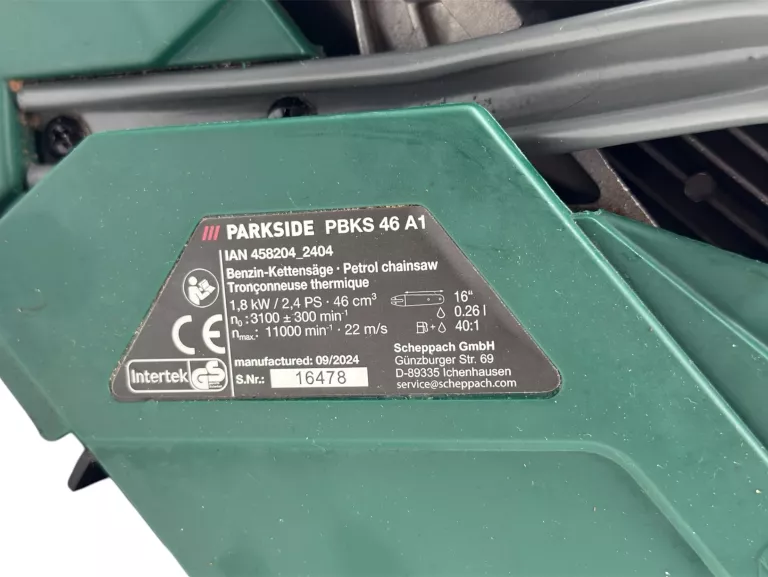 PARKSIDE PBKS 46 A1
IAN 458204_2404
Benzin-Kettensäge · Petrol chainsaw
Tronçonneuse thermique
1,8 kW / 2,4 PS · 46 cm³
n₀ : 3100 ± 300 min⁻¹
nmax.: 11000 min⁻¹ · 22 m/s
16"
0.26 l
40:1
CE
Intertek GS
manufactured: 09/2024
S.Nr.: 16478
Scheppach GmbH
Günzburger Str. 69
D-89335 Ichenhausen
service@scheppach.com